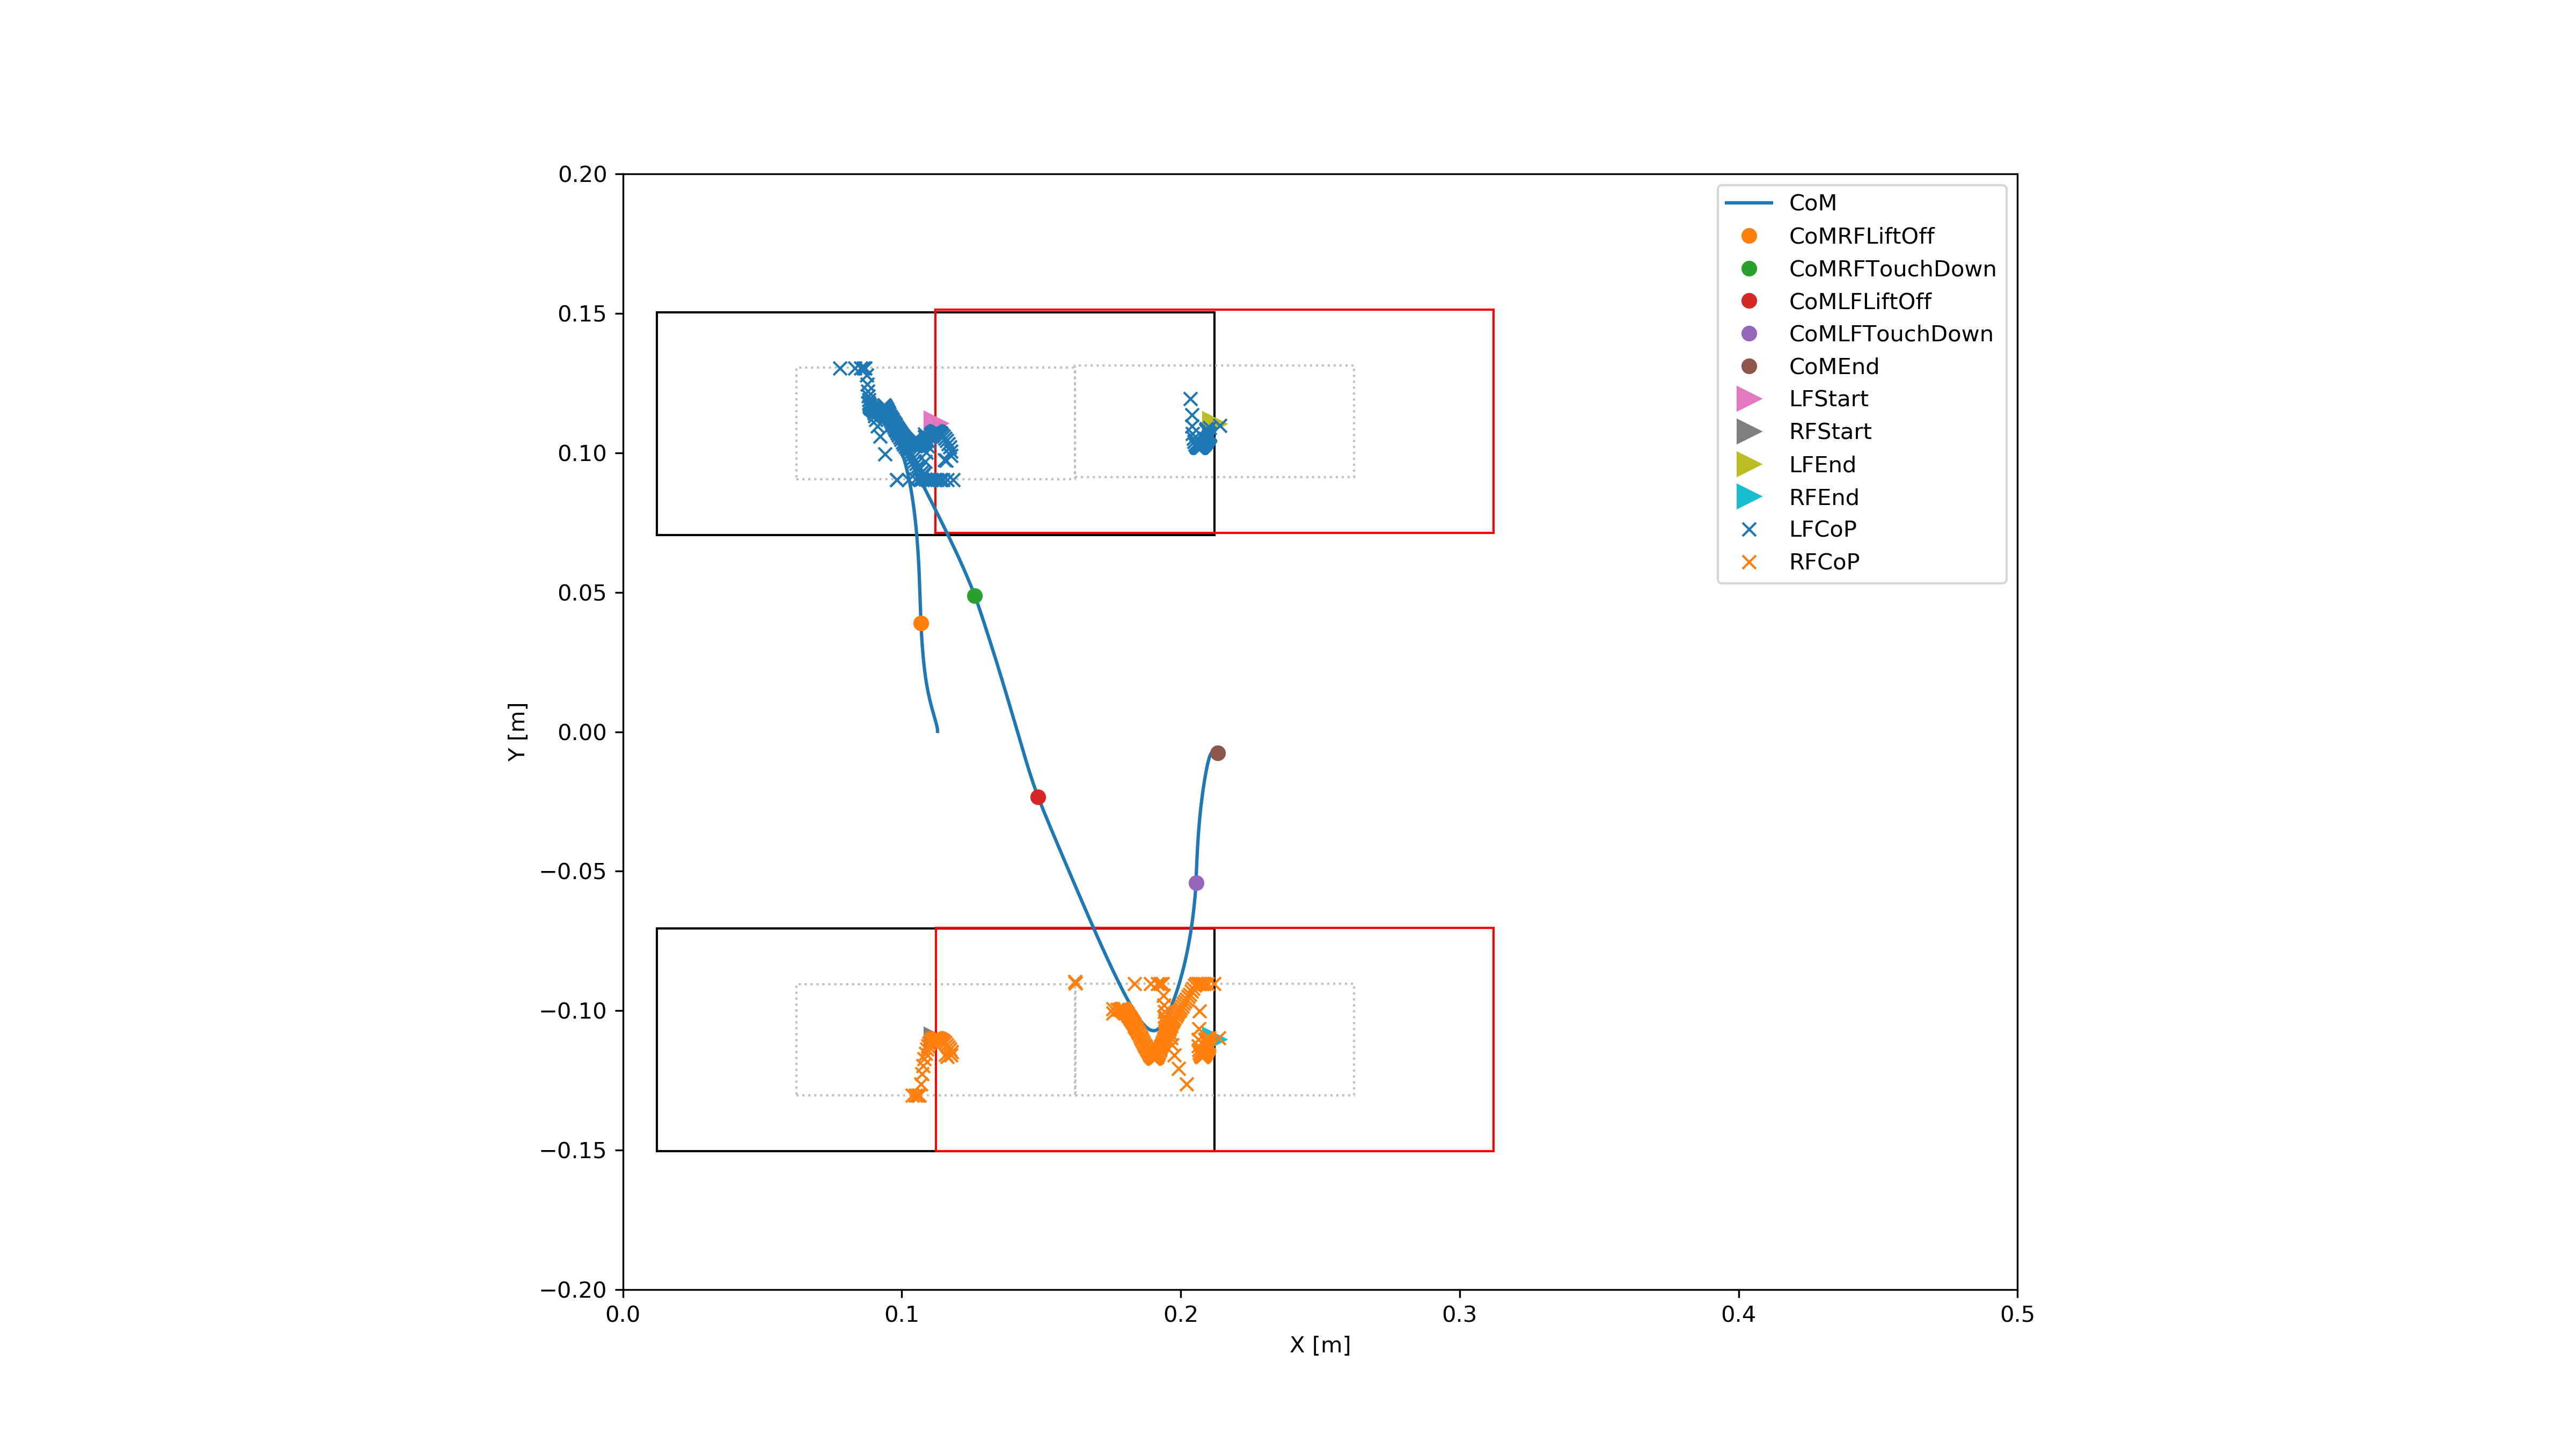 0.20
0.15
0.10
0.05
0.00
−0.05
−0.10
−0.15
−0.20
Y [m]
0.0
0.1
0.2
0.3
0.4
0.5
X [m]
CoM
CoMRFLiftOff
CoMRFTouchDown
CoMLFLiftOff
CoMLFTouchDown
CoMEnd
LFStart
RFStart
LFEnd
RFEnd
LFCoP
RFCoP